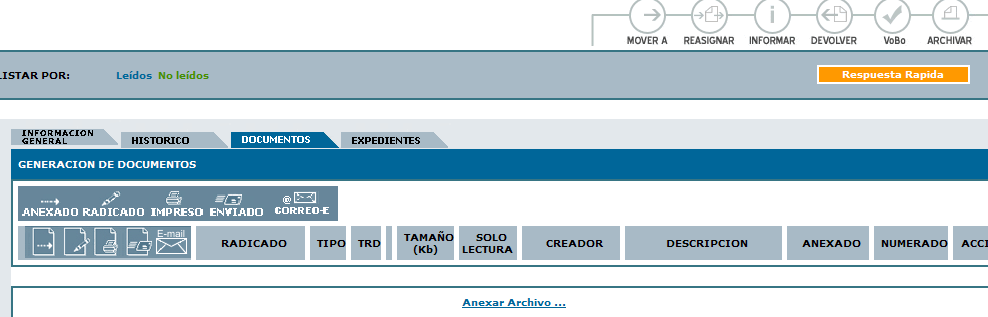 MOVER A REASIGNAR INFORMAR DEVOLVER VoBo ARCHIVAR
LISTAR POR: Leídos No leídos
Respuesta Rapida
INFORMACION
GENERAL
HISTORICO
DOCUMENTOS
EXPEDIENTES
GENERACION DE DOCUMENTOS
ANEXADO RADICADO IMPRESO ENVIADO CORREO-E
E-mail
RADICADO
TIPO
TRD
TAMAÑO
(Kb)
SOLO
LECTURA
CREADOR
DESCRIPCION
ANEXADO
NUMERADO
ACCI
Anexar Archivo ...